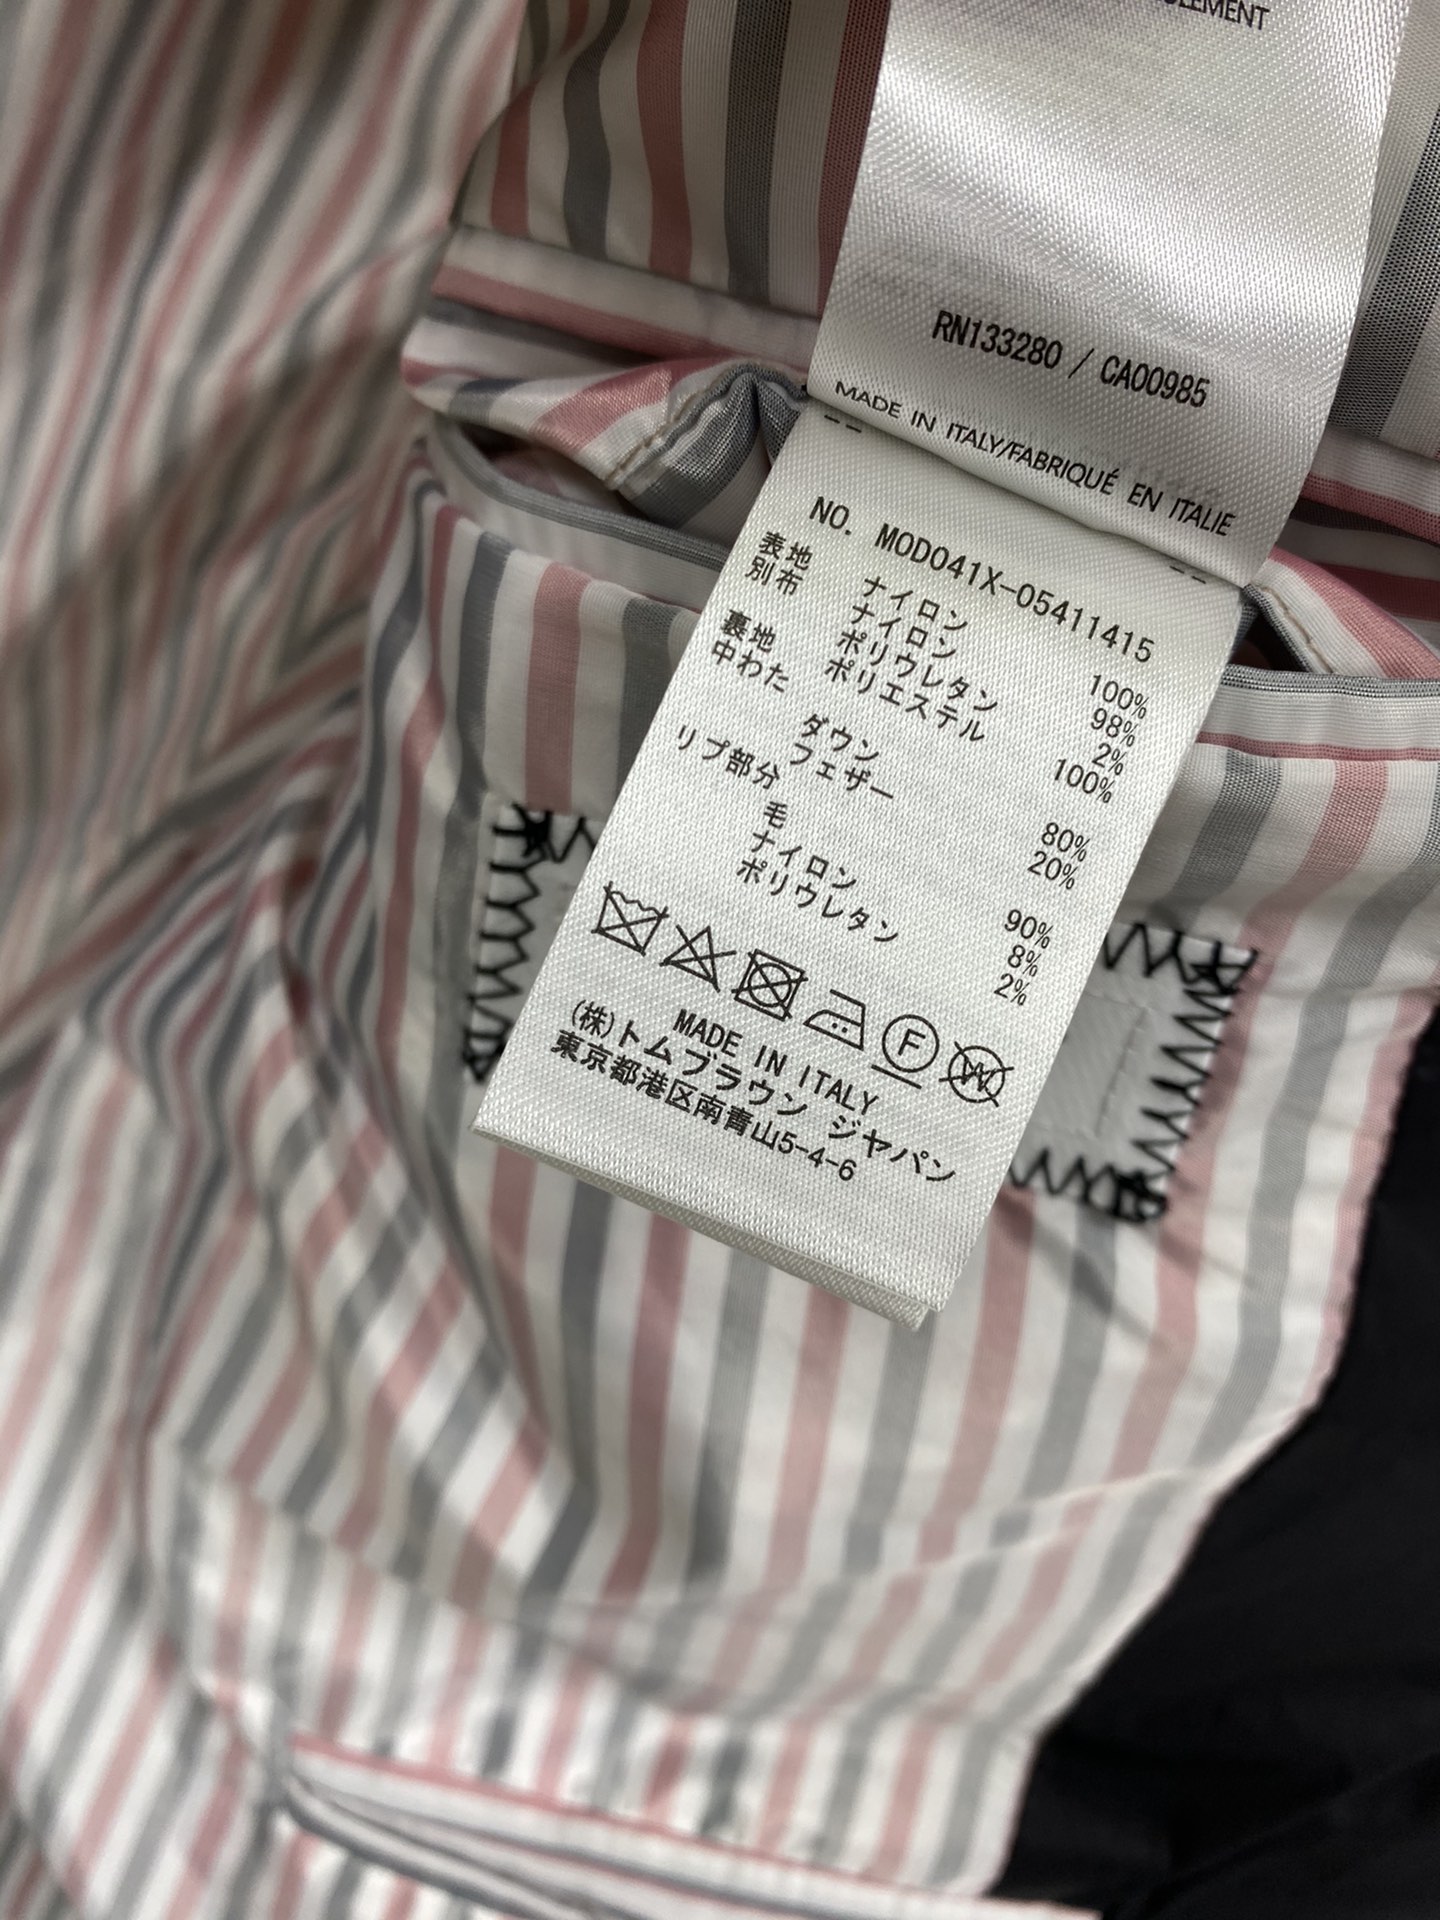 RN133280 / CA00985
MADE IN ITALY/FABRIQUÉ EN ITALIE
NO. MOD041X-05411415
表地 ナイロン 100%
別布 ナイロン 98%
ポリウレタン 2%
裏地 ポリエステル 100%
中わた
ダウン 80%
フェザー 20%
リブ部分
毛 90%
ナイロン 8%
ポリウレタン 2%
F W
MADE IN ITALY
(株)トム ブラウン ジャパン
東京都港区南青山5-4-6